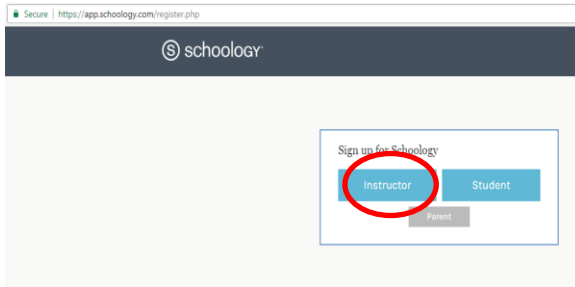 Secure | https://app.schoology.com/register.php
S schoology
Sign up for Schoology
Instructor Student
Parent